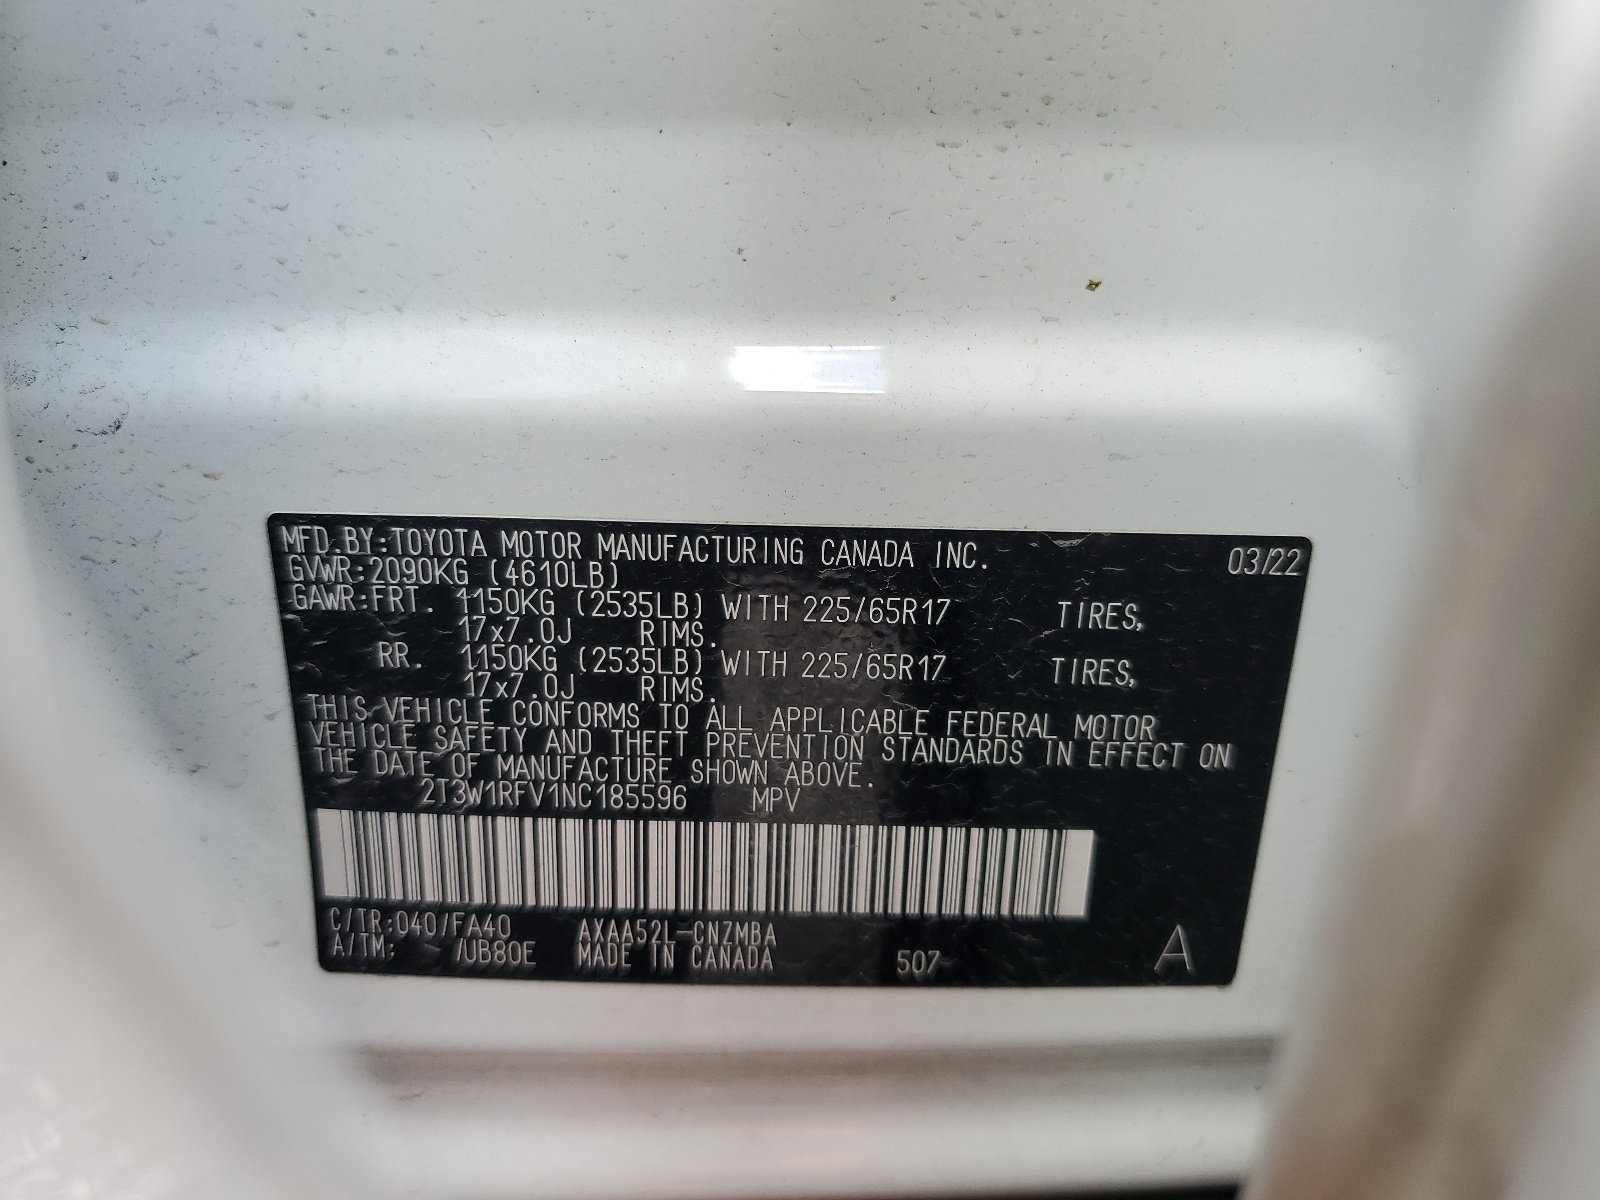 MFD.BY:TOYOTA MOTOR MANUFACTURING CANADA INC. 03/22
GVWR:2090KG (4610LB)
GAWR:FRT. 1150KG (2535LB) WITH 225/65R17 TIRES,
17x7.0J RIMS.
RR. 1150KG (2535LB) WITH 225/65R17 TIRES,
17x7.0J RIMS.
THIS VEHICLE CONFORMS TO ALL APPLICABLE FEDERAL MOTOR
VEHICLE SAFETY AND THEFT PREVENTION STANDARDS IN EFFECT ON
THE DATE OF MANUFACTURE SHOWN ABOVE.
2T3W1RFV1NC185596 MPV
C/TR:040/FA40 AXAA52L-CNZMBA
A/TM: /UB80E MADE IN CANADA 507 A